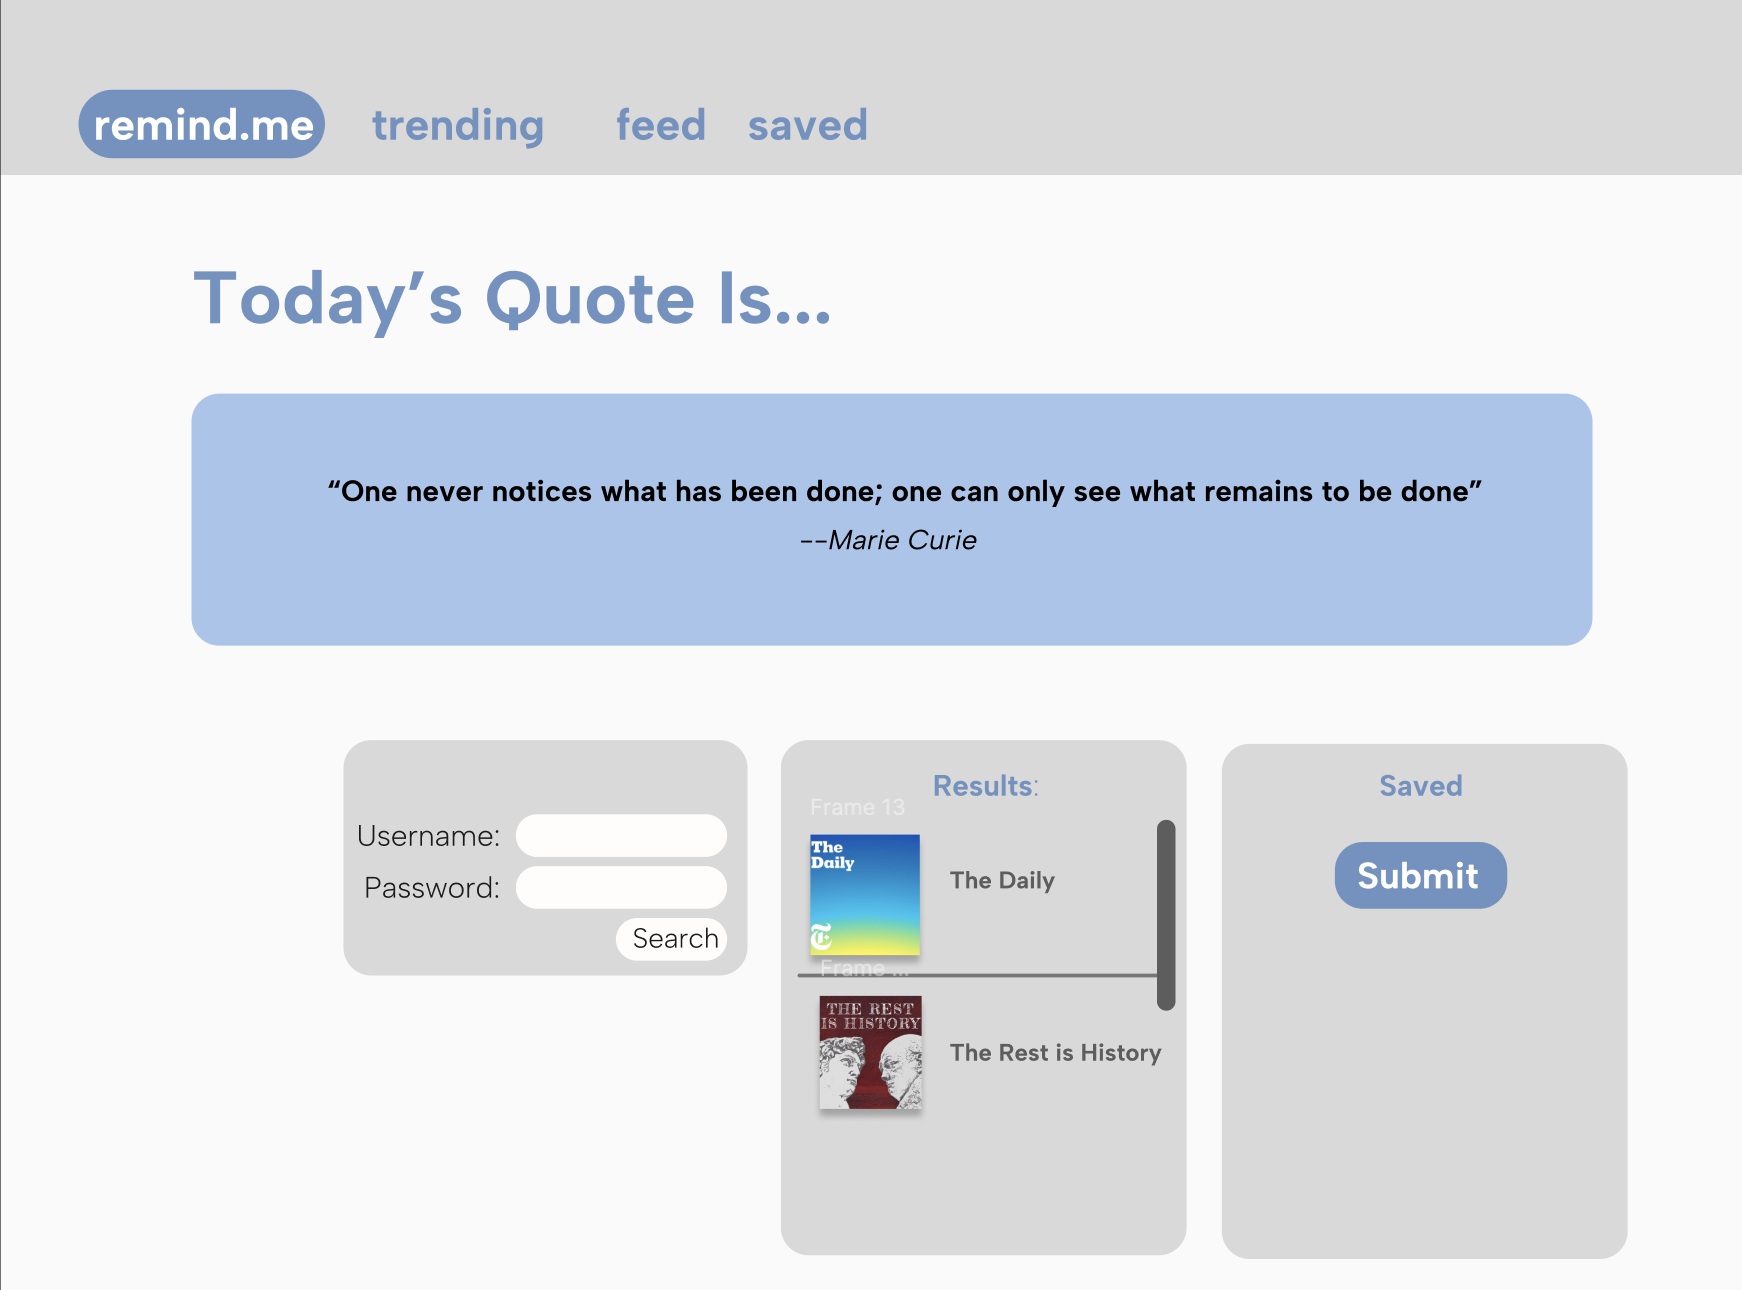 remind.me trending feed saved
Today’s Quote Is...
“One never notices what has been done; one can only see what remains to be done”
--Marie Curie
Username:
Password:
Search
Results:
Frame 13
The
Daily
T
The Daily
Frame ...
THE REST
IS HISTORY
The Rest is History
Saved
Submit